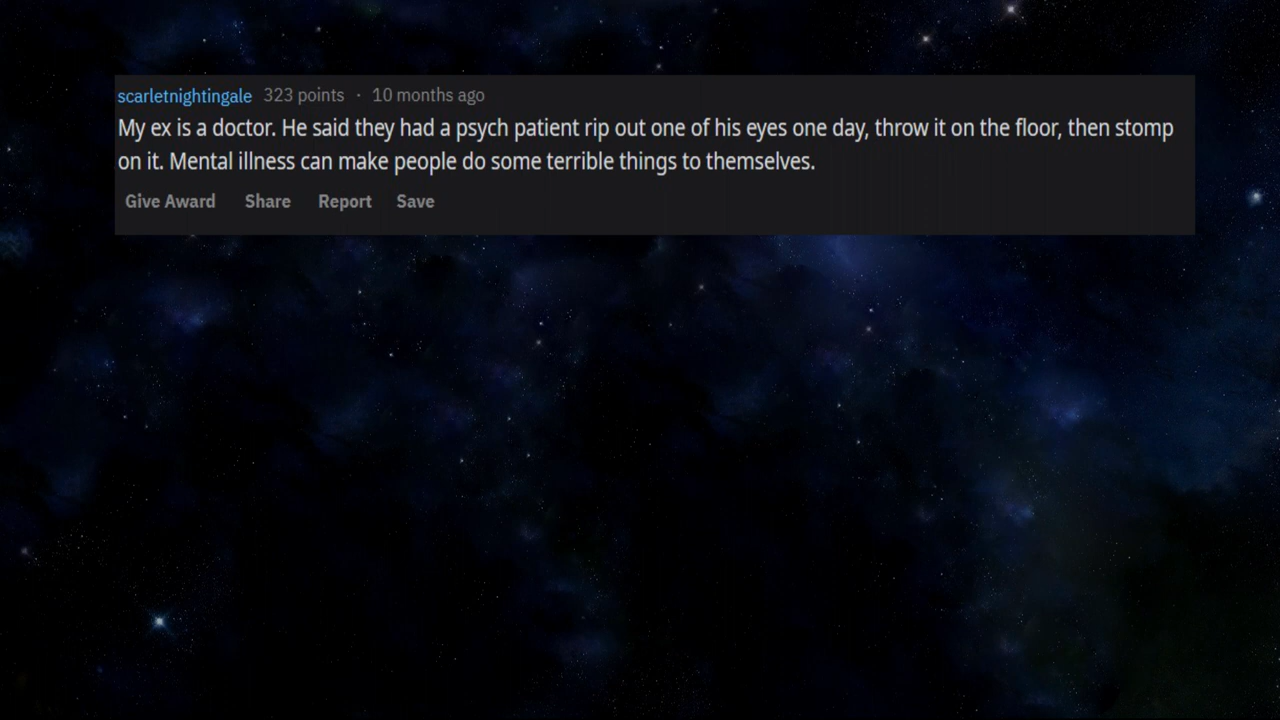 scarletnightingale 323 points · 10 months ago
My ex is a doctor. He said they had a psych patient rip out one of his eyes one day, throw it on the floor, then stomp
on it. Mental illness can make people do some terrible things to themselves.
Give Award Share Report Save